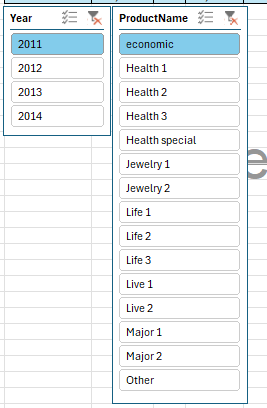 Year
2011
2012
2013
2014
ProductName
economic
Health 1
Health 2
Health 3
Health special
Jewelry 1
Jewelry 2
Life 1
Life 2
Life 3
Live 1
Live 2
Major 1
Major 2
Other
e